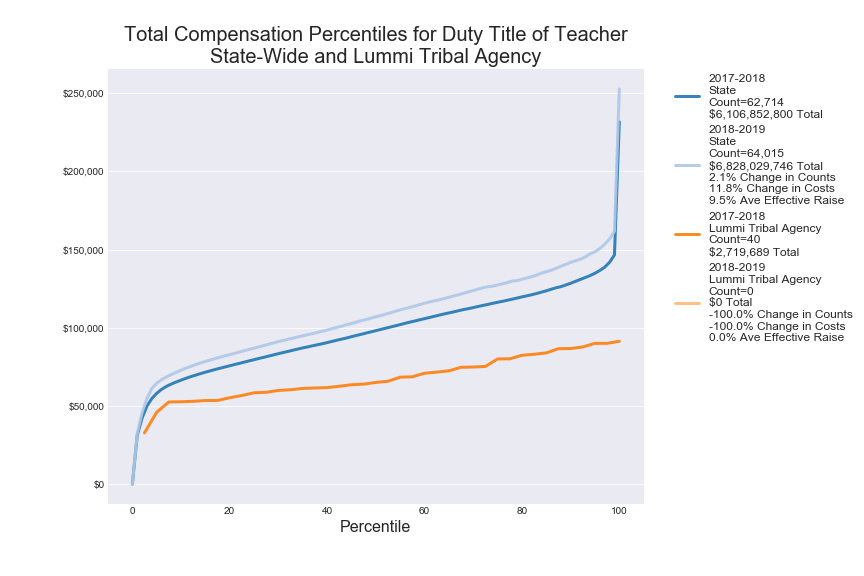 Total Compensation Percentiles for Duty Title of Teacher
State-Wide and Lummi Tribal Agency
$250,000
$200,000
$150,000
$100,000
$50,000
$0
0
20
40
60
80
100
Percentile
2017-2018
State
Count=62,714
$6,106,852,800 Total
2018-2019
State
Count=64,015
$6,828,029,746 Total
2.1% Change in Counts
11.8% Change in Costs
9.5% Ave Effective Raise
2017-2018
Lummi Tribal Agency
Count=40
$2,719,689 Total
2018-2019
Lummi Tribal Agency
Count=0
$0 Total
-100.0% Change in Counts
-100.0% Change in Costs
0.0% Ave Effective Raise